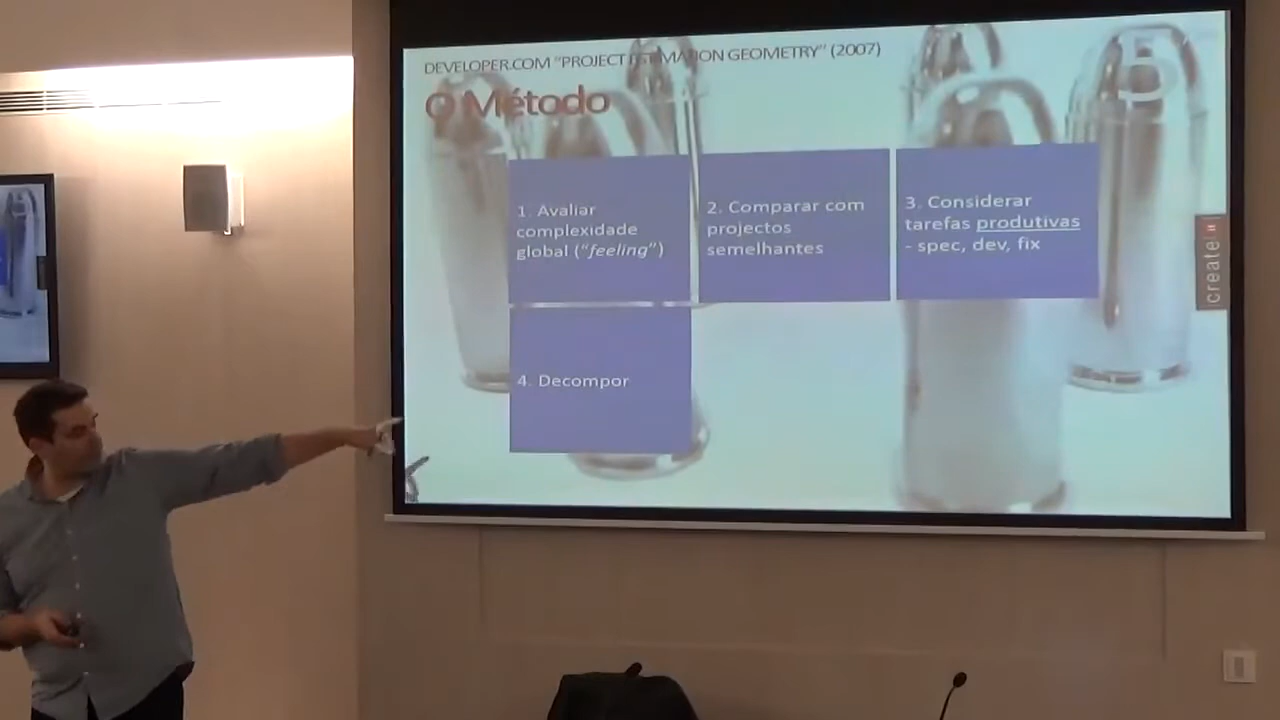 DEVELOPER.COM "PROJECT ESTIMATION GEOMETRY" (2007)
O Método
1. Avaliar
complexidade
global ("feeling")
2. Comparar com
projectos
semelhantes
3. Considerar
tarefas produtivas
- spec, dev, fix
4. Decompor
create
it